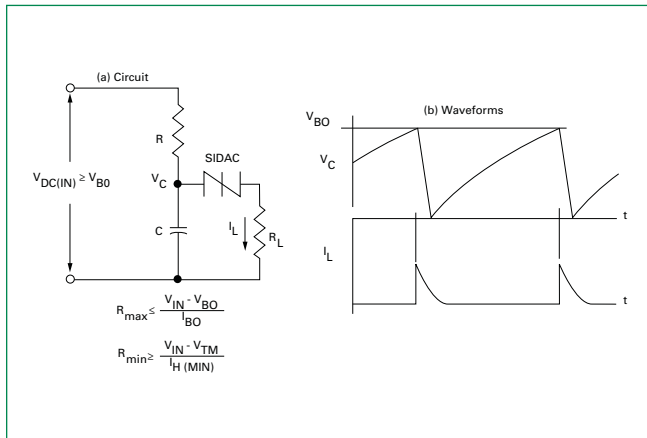 (a) Circuit
R
SIDAC
V_DC(IN) ≥ V_B0
V_C
C
I_L
R_L
R_max ≤ (V_IN - V_BO) / I_BO
R_min ≥ (V_IN - V_TM) / I_H (MIN)
(b) Waveforms
V_BO
V_C
t
I_L
t